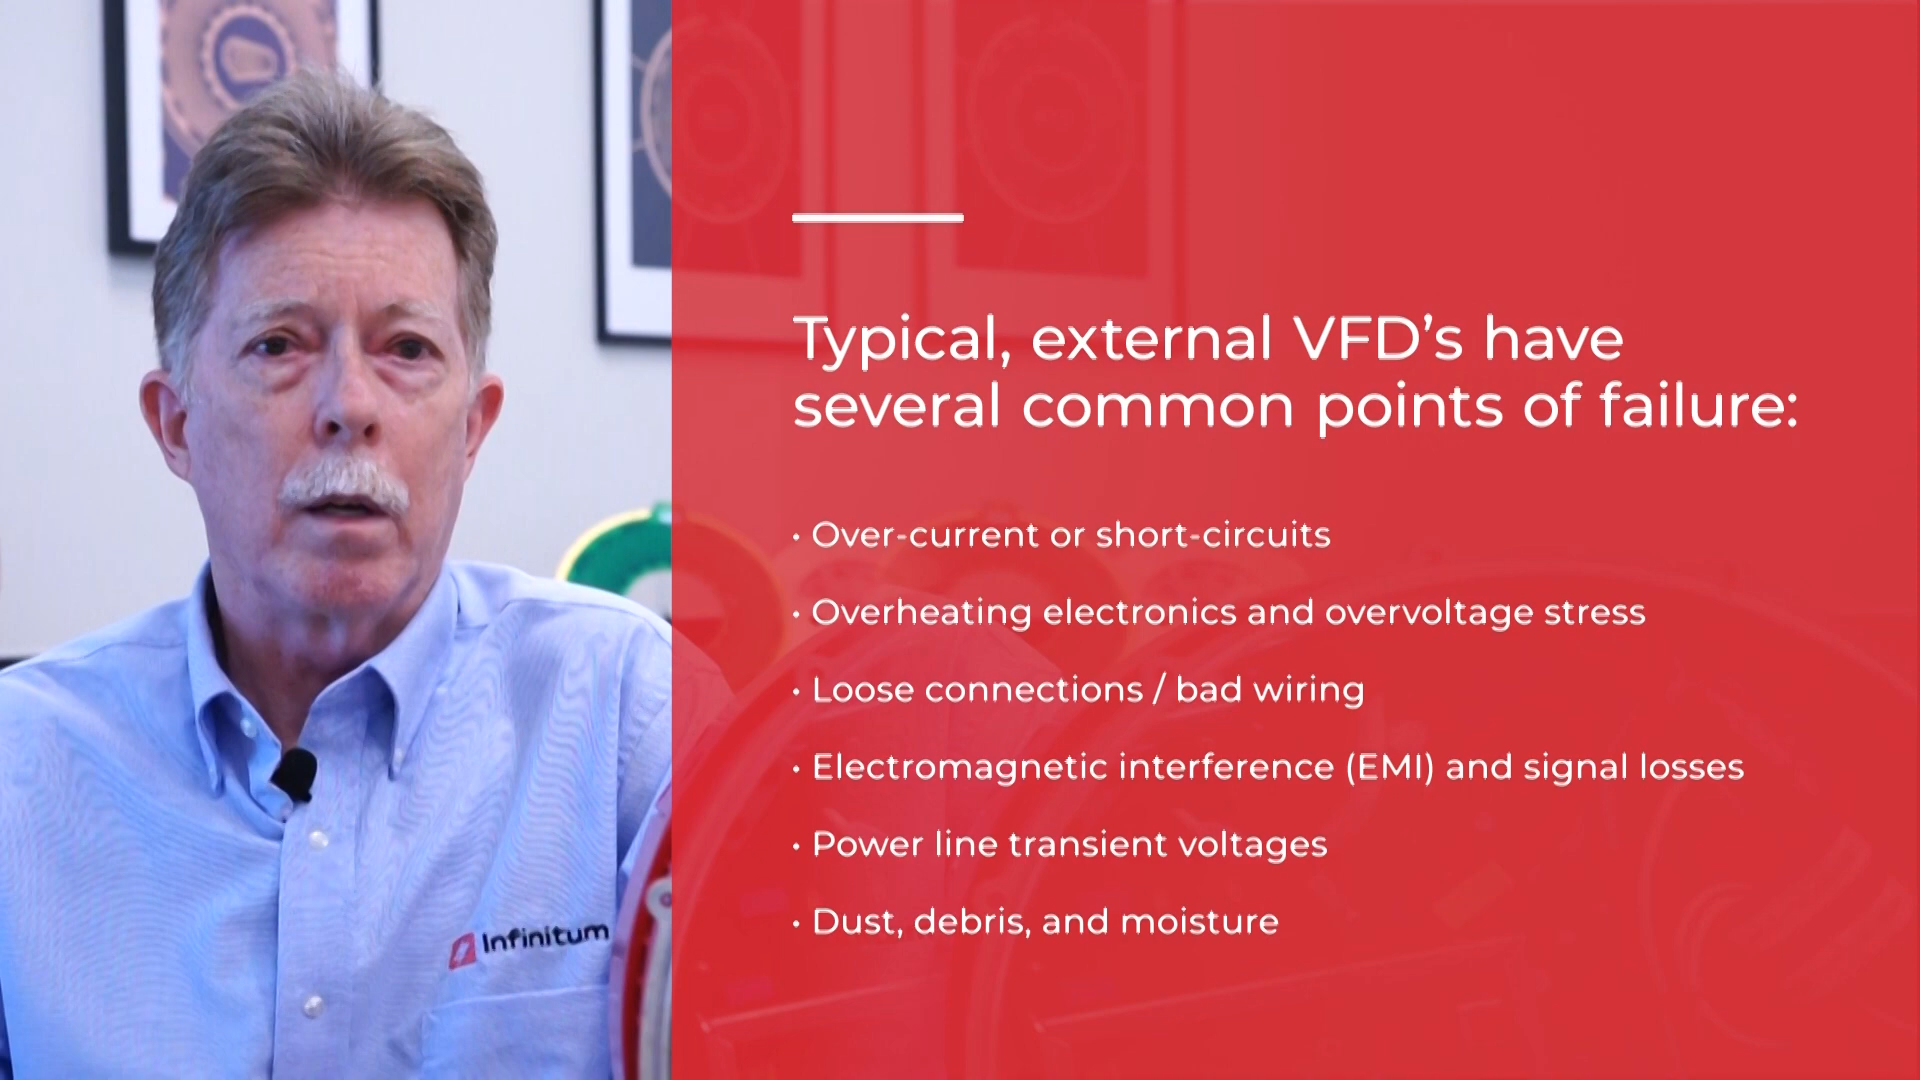 Typical, external VFD’s have
several common points of failure:
• Over-current or short-circuits
• Overheating electronics and overvoltage stress
• Loose connections / bad wiring
• Electromagnetic interference (EMI) and signal losses
• Power line transient voltages
• Dust, debris, and moisture
Infinitum